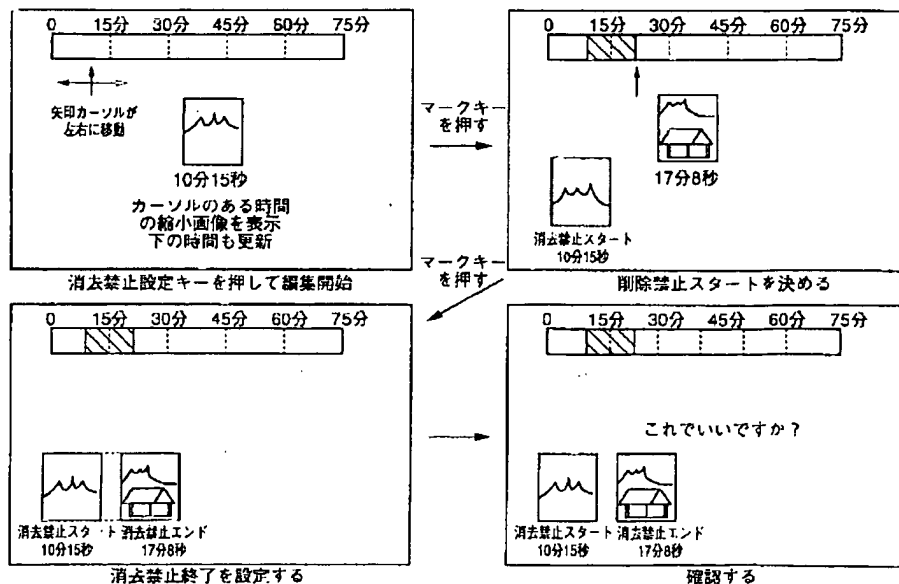 0 15分 30分 45分 60分 75分
矢印カーソルが
左右に移動
10分15秒
カーソルのある時間
の縮小画像を表示
下の時間も更新
消去禁止設定キーを押して編集開始
マークキー
を押す
0 15分 30分 45分 60分 75分
17分8秒
消去禁止スタート
10分15秒
削除禁止スタートを決める
マークキー
を押す
0 15分 30分 45分 60分 75分
消去禁止スタート 消去禁止エンド
10分15秒 17分8秒
消去禁止終了を設定する
0 15分 30分 45分 60分 75分
これでいいですか?
消去禁止スタート 消去禁止エンド
10分15秒 17分8秒
確認する